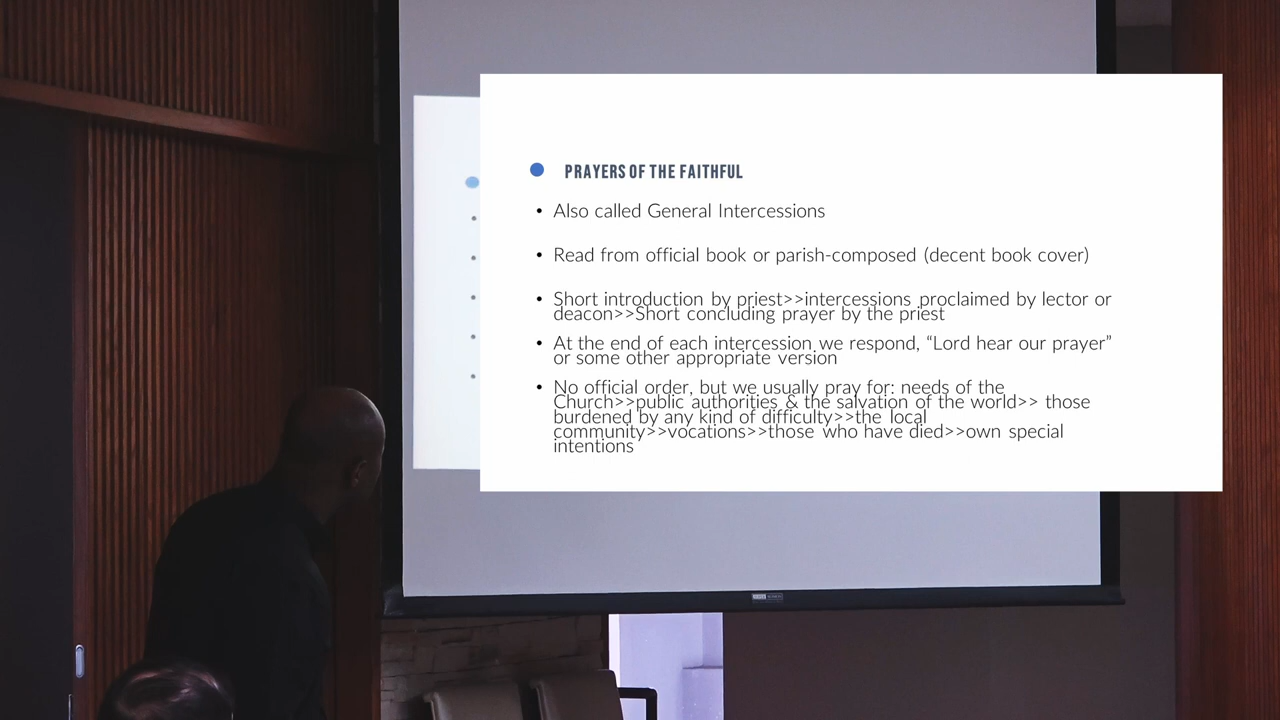 PRAYERS OF THE FAITHFUL
• Also called General Intercessions
• Read from official book or parish-composed (decent book cover)
• Short introduction by priest>>intercessions proclaimed by lector or
deacon>>Short concluding prayer by the priest
• At the end of each intercession we respond, “Lord hear our prayer”
or some other appropriate version
• No official order, but we usually pray for: needs of the
Church>>public authorities & the salvation of the world>> those
burdened by any kind of difficulty>>the local
community>>vocations>>those who have died>>own special
intentions